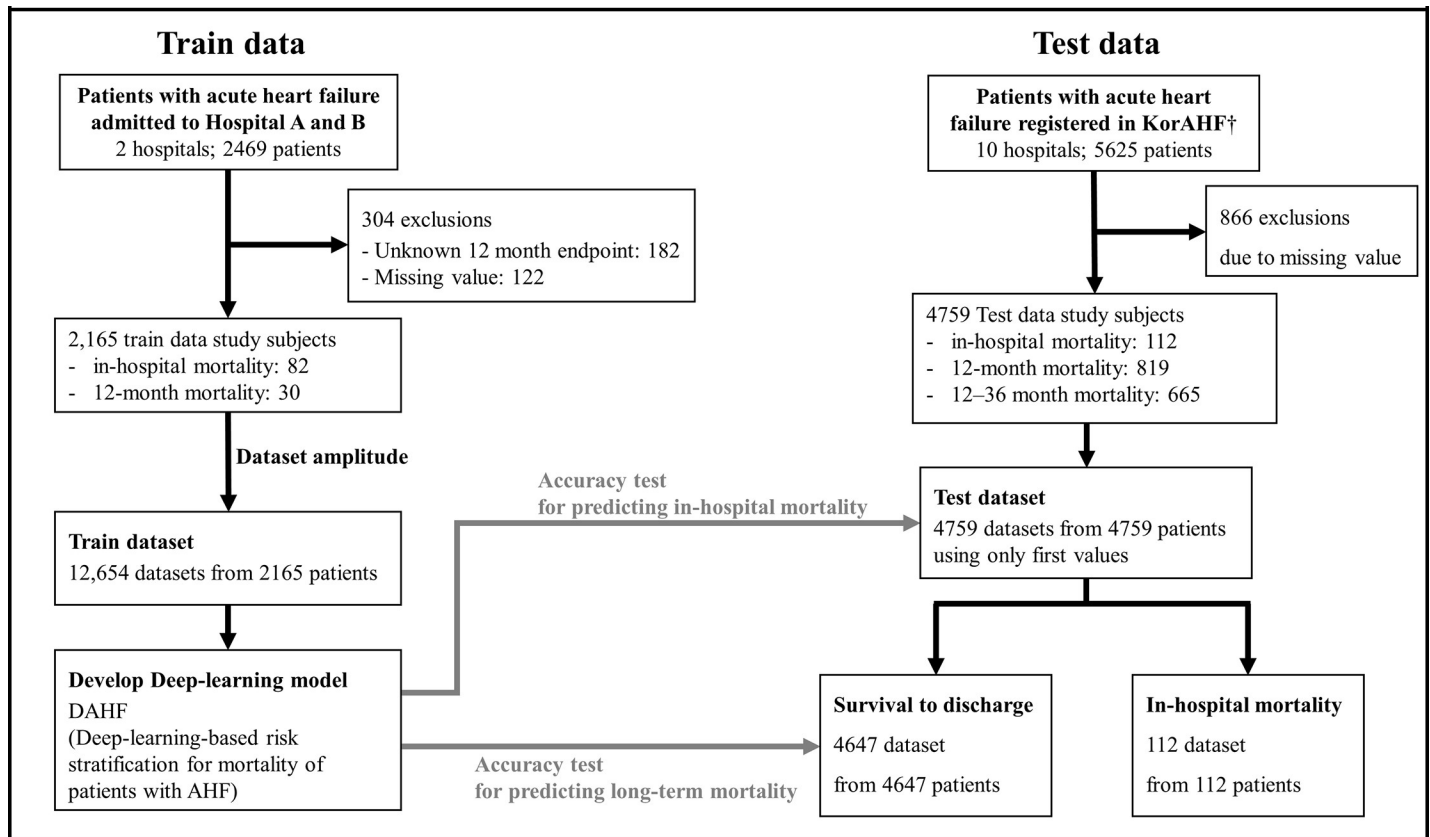 Train data
Patients with acute heart failure
admitted to Hospital A and B
2 hospitals; 2469 patients
304 exclusions
- Unknown 12 month endpoint: 182
- Missing value: 122
2,165 train data study subjects
- in-hospital mortality: 82
- 12-month mortality: 30
Dataset amplitude
Train dataset
12,654 datasets from 2165 patients
Develop Deep-learning model
DAHF
(Deep-learning-based risk
stratification for mortality of
patients with AHF)
Accuracy test
for predicting in-hospital mortality
Accuracy test
for predicting long-term mortality
Test data
Patients with acute heart
failure registered in KorAHF†
10 hospitals; 5625 patients
866 exclusions
due to missing value
4759 Test data study subjects
- in-hospital mortality: 112
- 12-month mortality: 819
- 12–36 month mortality: 665
Test dataset
4759 datasets from 4759 patients
using only first values
Survival to discharge
4647 dataset
from 4647 patients
In-hospital mortality
112 dataset
from 112 patients